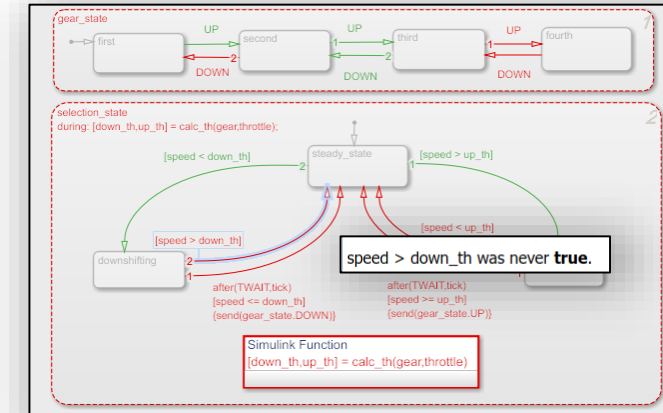 gear_state
1
UP
UP
UP
first
second
third
fourth
1
1
2
2
DOWN
DOWN
DOWN
selection_state
2
during: [down_th,up_th] = calc_th(gear,throttle);
[speed < down_th]
steady_state
[speed > up_th]
2
1
[speed > down_th]
[speed < up_th]
speed > down_th was never true.
downshifting
2
1
after(TWAIT,tick)
[speed <= down_th]
{send(gear_state.DOWN)}
after(TWAIT,tick)
[speed >= up_th]
{send(gear_state.UP)}
Simulink Function
[down_th,up_th] = calc_th(gear,throttle)